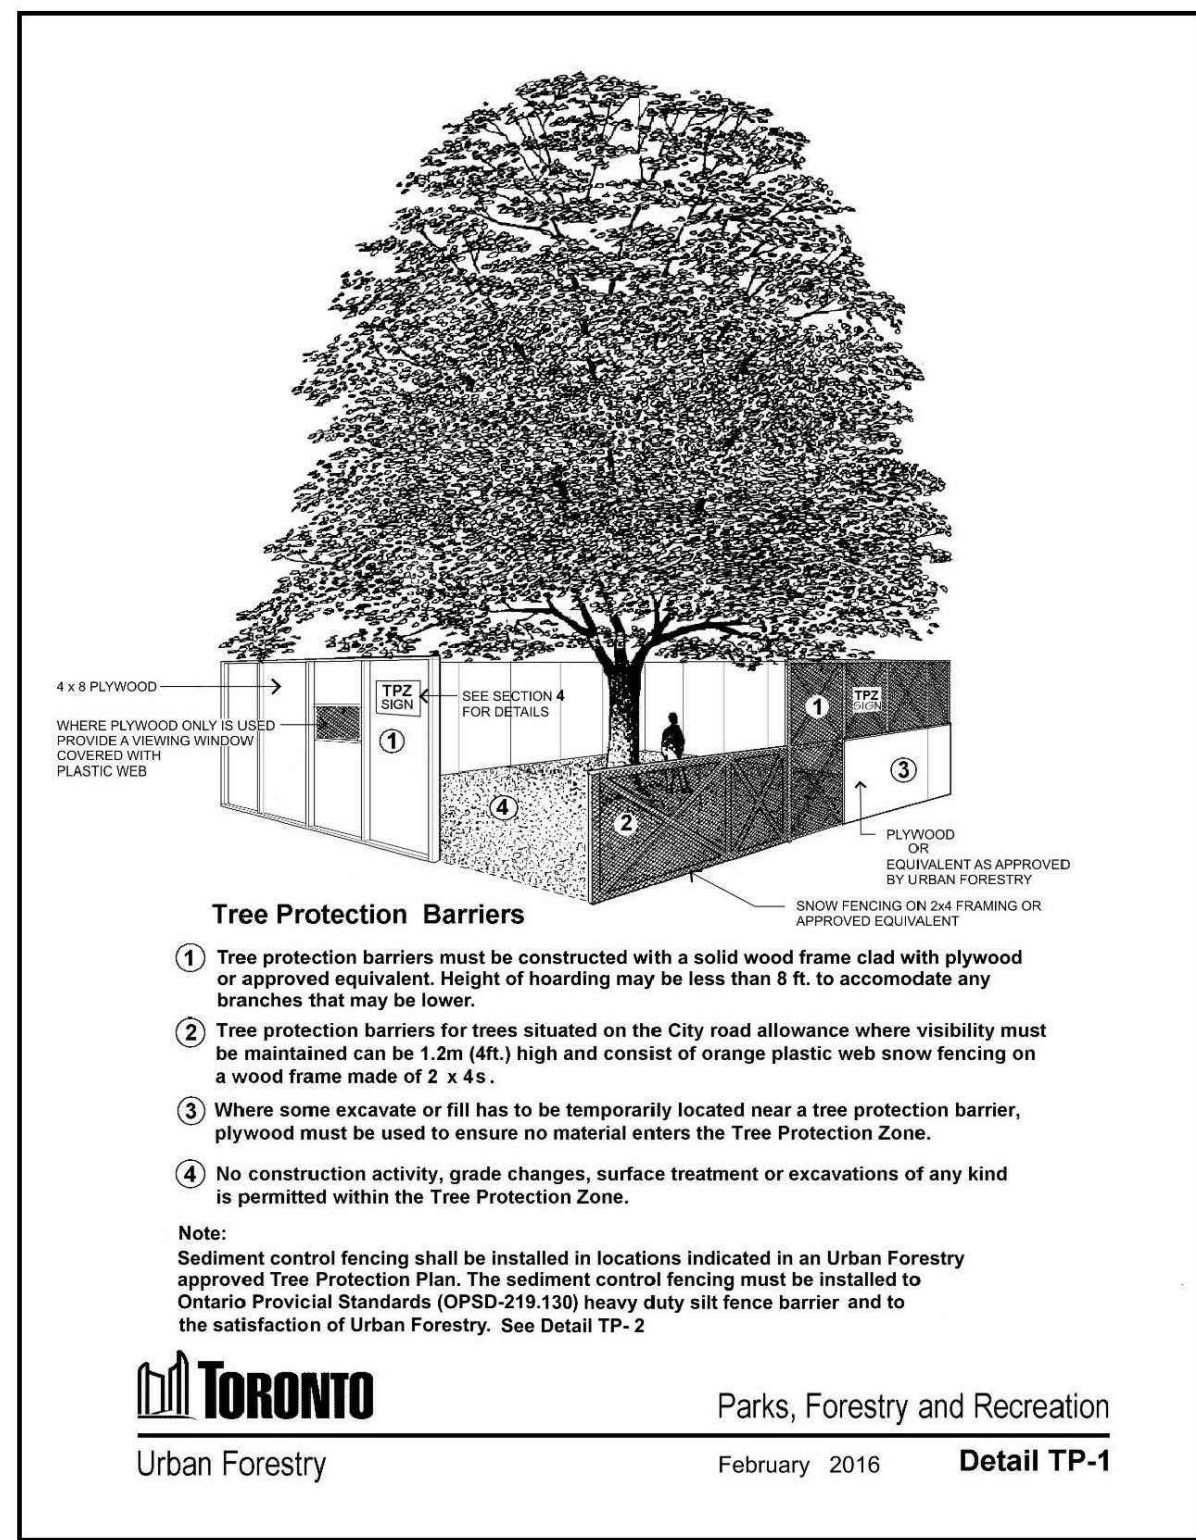 4 x 8 PLYWOOD
WHERE PLYWOOD ONLY IS USED
PROVIDE A VIEWING WINDOW
COVERED WITH
PLASTIC WEB
TPZ
SIGN
1
SEE SECTION 4
FOR DETAILS
4
2
1
TPZ
SIGN
3
PLYWOOD
OR
EQUIVALENT AS APPROVED
BY URBAN FORESTRY
SNOW FENCING ON 2x4 FRAMING OR
APPROVED EQUIVALENT
Tree Protection Barriers
1 Tree protection barriers must be constructed with a solid wood frame clad with plywood
or approved equivalent. Height of hoarding may be less than 8 ft. to accomodate any
branches that may be lower.
2 Tree protection barriers for trees situated on the City road allowance where visibility must
be maintained can be 1.2m (4ft.) high and consist of orange plastic web snow fencing on
a wood frame made of 2 x 4s.
3 Where some excavate or fill has to be temporarily located near a tree protection barrier,
plywood must be used to ensure no material enters the Tree Protection Zone.
4 No construction activity, grade changes, surface treatment or excavations of any kind
is permitted within the Tree Protection Zone.
Note:
Sediment control fencing shall be installed in locations indicated in an Urban Forestry
approved Tree Protection Plan. The sediment control fencing must be installed to
Ontario Provicial Standards (OPSD-219.130) heavy duty silt fence barrier and to
the satisfaction of Urban Forestry. See Detail TP-2
TORONTO
Parks, Forestry and Recreation
Urban Forestry
February 2016
Detail TP-1